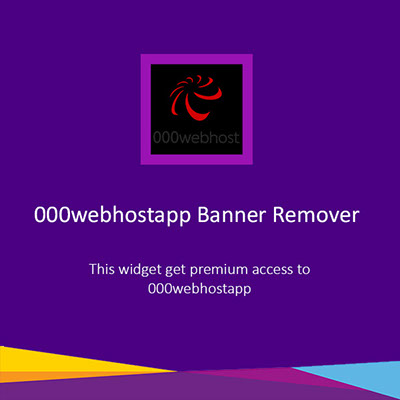 000webhost
000webhostapp Banner Remover
This widget get premium access to
000webhostapp